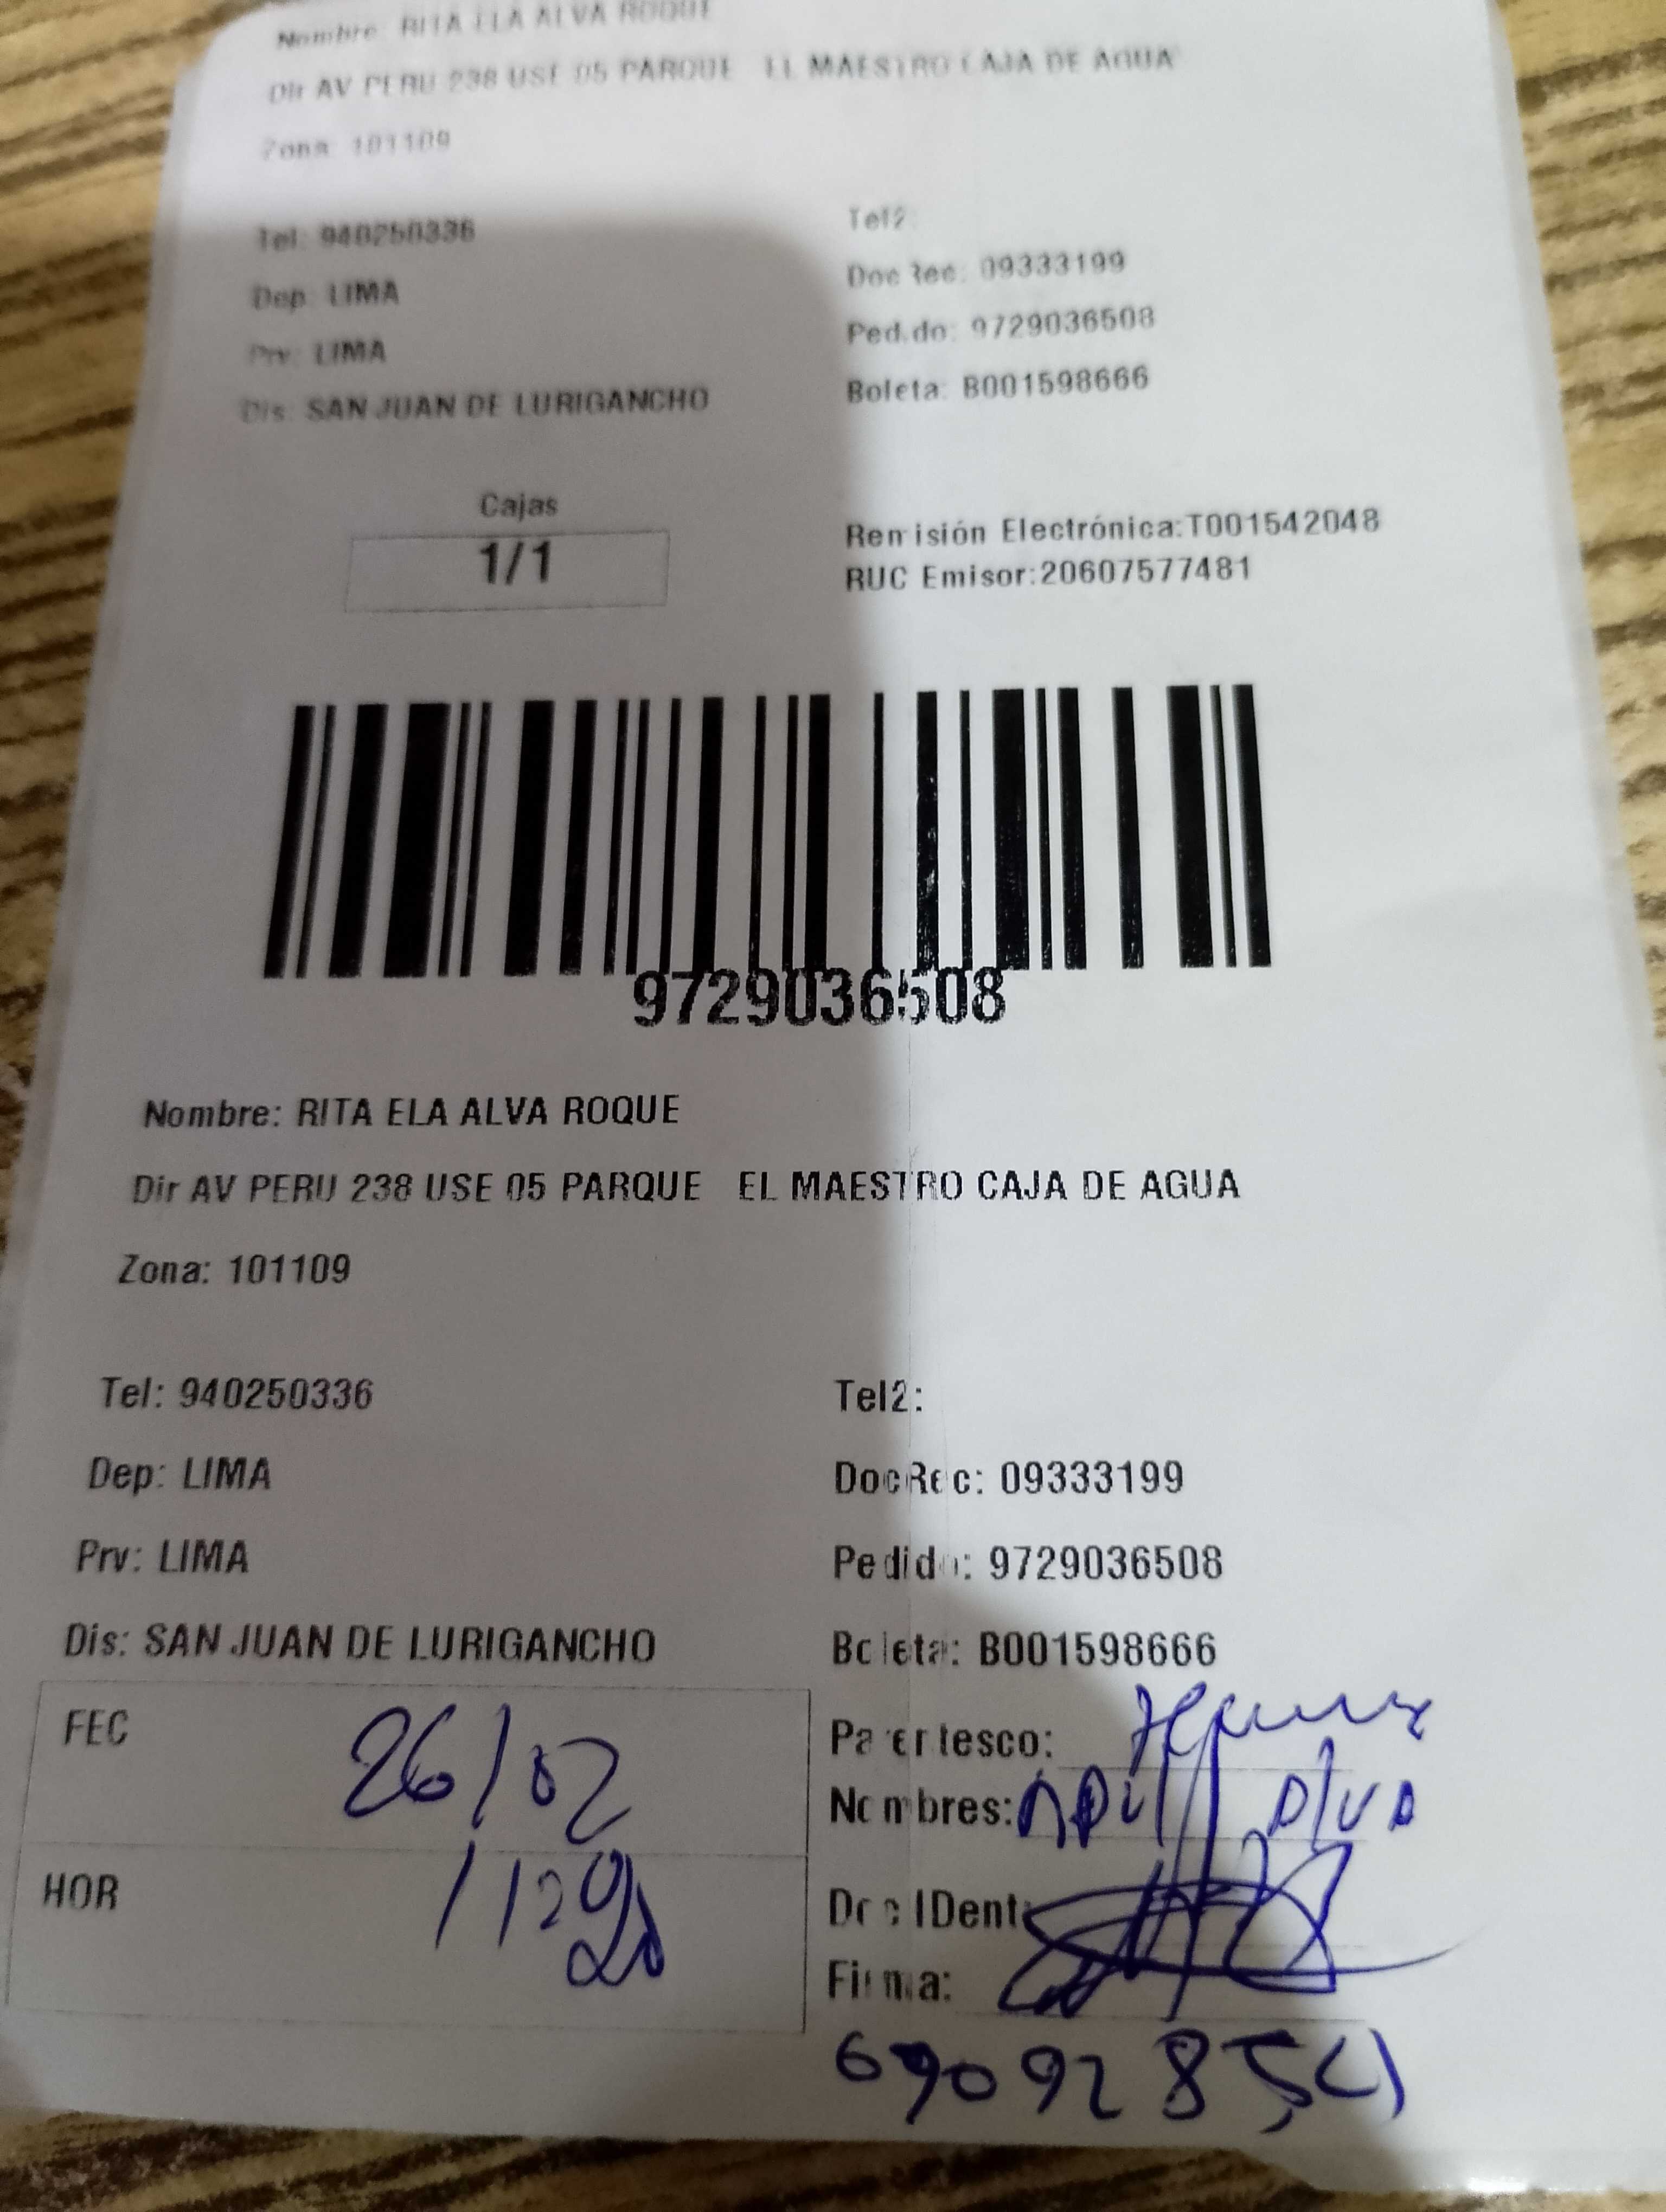 Nombre: RITA ELA ALVA ROQUE
Dir AV PERU 238 USE 05 PARQUE EL MAESTRO CAJA DE AGUA
Zona: 101109
Tel: 940250336
Tel2:
Dep: LIMA
Doc Rec: 09333199
Prv: LIMA
Pedido: 9729036508
Dis: SAN JUAN DE LURIGANCHO
Boleta: B001598666
Cajas
1/1
Remisión Electrónica:T001542048
RUC Emisor:20607577481
9729036508
Nombre: RITA ELA ALVA ROQUE
Dir AV PERU 238 USE 05 PARQUE EL MAESTRO CAJA DE AGUA
Zona: 101109
Tel: 940250336
Tel2:
Dep: LIMA
DocRec: 09333199
Prv: LIMA
Pedido: 9729036508
Dis: SAN JUAN DE LURIGANCHO
Boleta: B001598666
FEC 26/02
HOR
Parentesco:
Nombres: Alva
Doc IDent:
Firma: